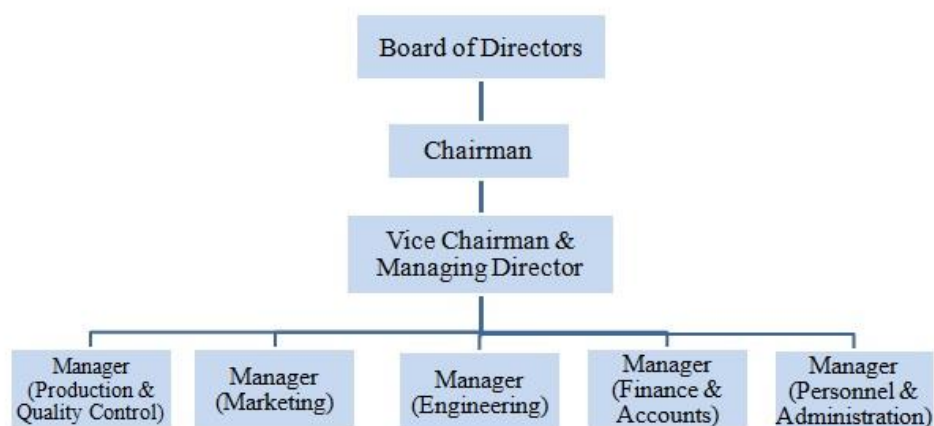 Board of Directors
Chairman
Vice Chairman &
Managing Director
Manager
(Production &
Quality Control)
Manager
(Marketing)
Manager
(Engineering)
Manager
(Finance &
Accounts)
Manager
(Personnel &
Administration)